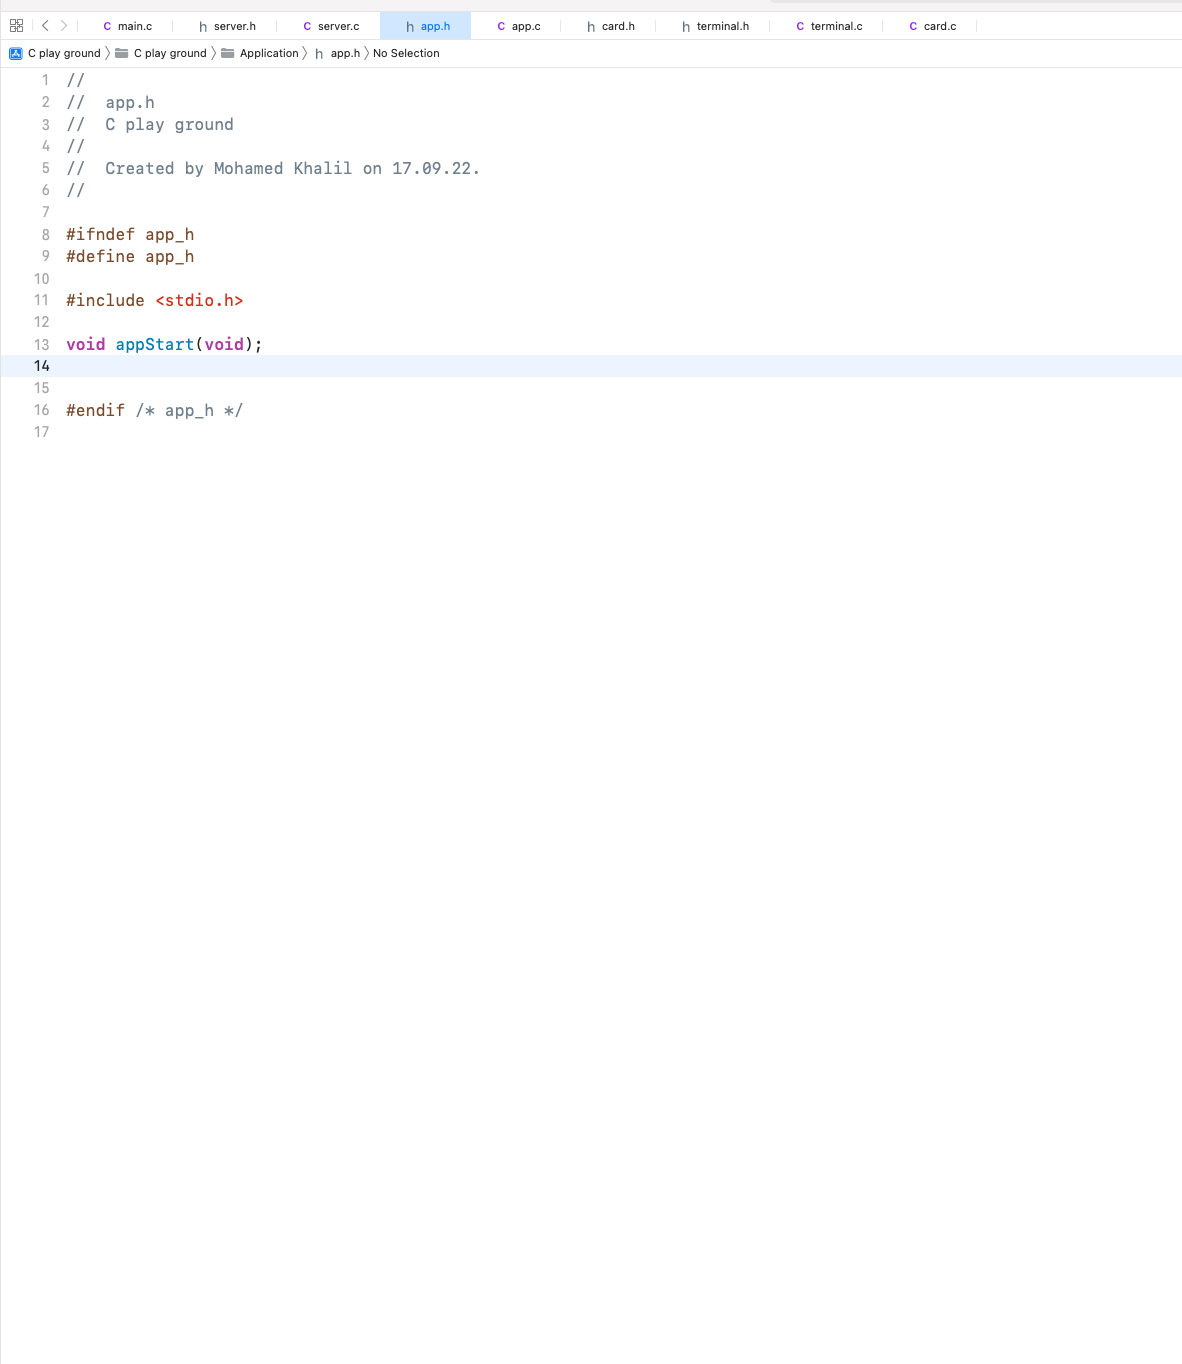 C main.c h server.h C server.c h app.h C app.c h card.h h terminal.h C terminal.c C card.c
C play ground C play ground Application h app.h No Selection
1 //
2 //  app.h
3 //  C play ground
4 //
5 //  Created by Mohamed Khalil on 17.09.22.
6 //
7
8 #ifndef app_h
9 #define app_h
10
11 #include <stdio.h>
12
13 void appStart(void);
14
15
16 #endif /* app_h */
17